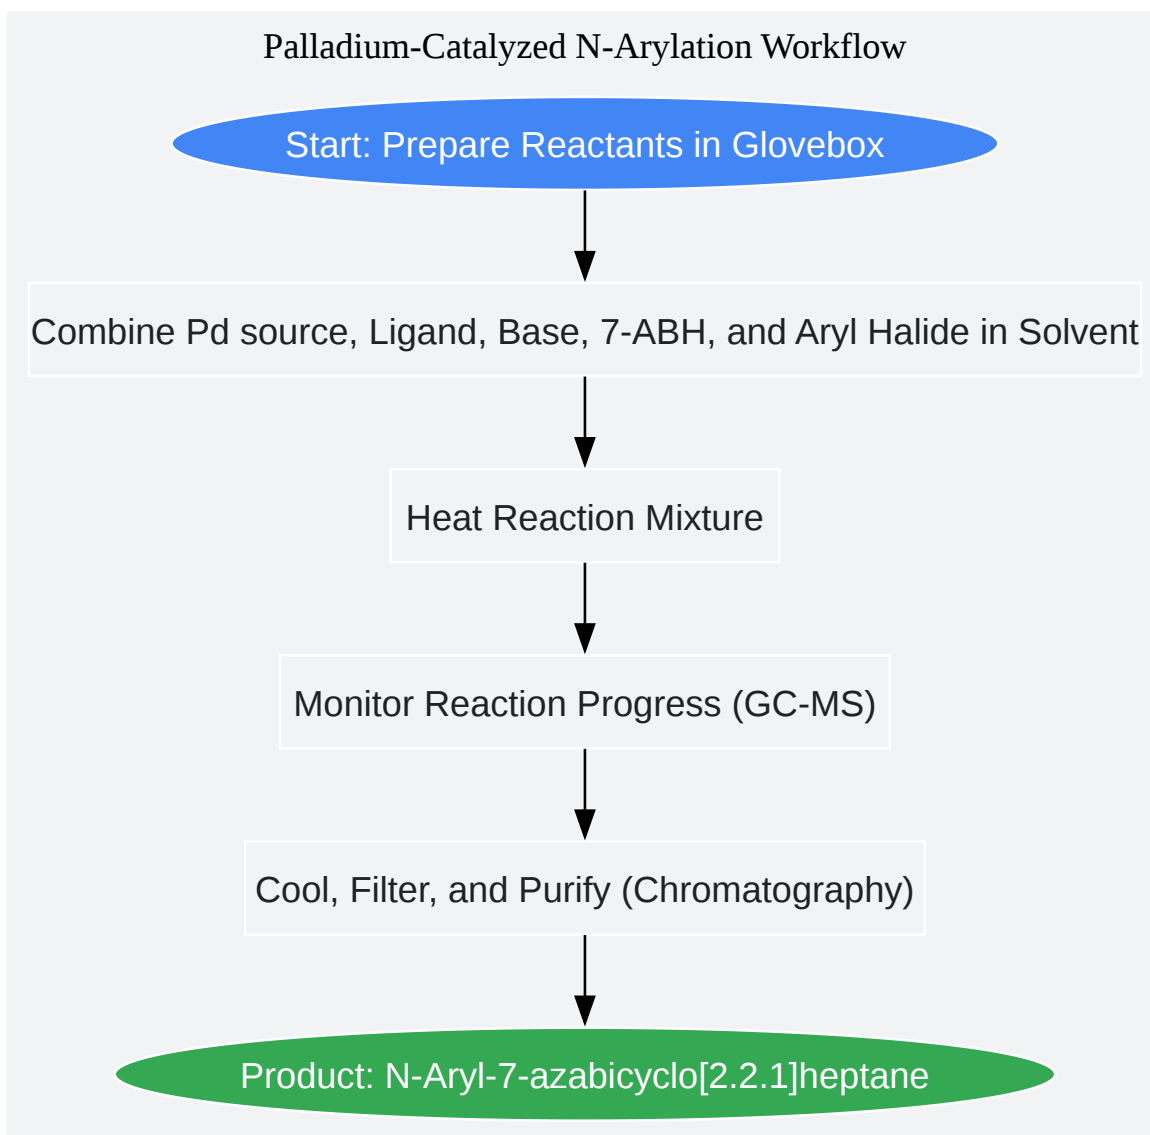 Palladium-Catalyzed N-Arylation Workflow
Start: Prepare Reactants in Glovebox
Combine Pd source, Ligand, Base, 7-ABH, and Aryl Halide in Solvent
Heat Reaction Mixture
Monitor Reaction Progress (GC-MS)
Cool, Filter, and Purify (Chromatography)
Product: N-Aryl-7-azabicyclo[2.2.1]heptane